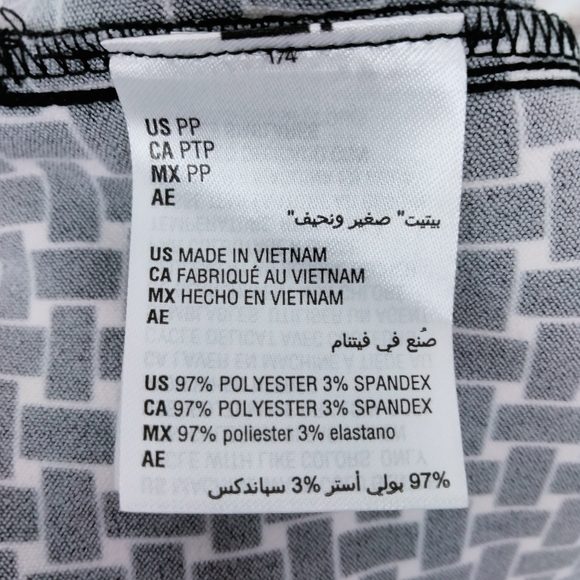 1/4
US PP
CA PTP
MX PP
AE
بيتيت" صغير ونحيف"
US MADE IN VIETNAM
CA FABRIQUÉ AU VIETNAM
MX HECHO EN VIETNAM
AE
صُنع في فيتنام
US 97% POLYESTER 3% SPANDEX
CA 97% POLYESTER 3% SPANDEX
MX 97% poliester 3% elastano
AE
97% بولي أستر 3% سباندكس